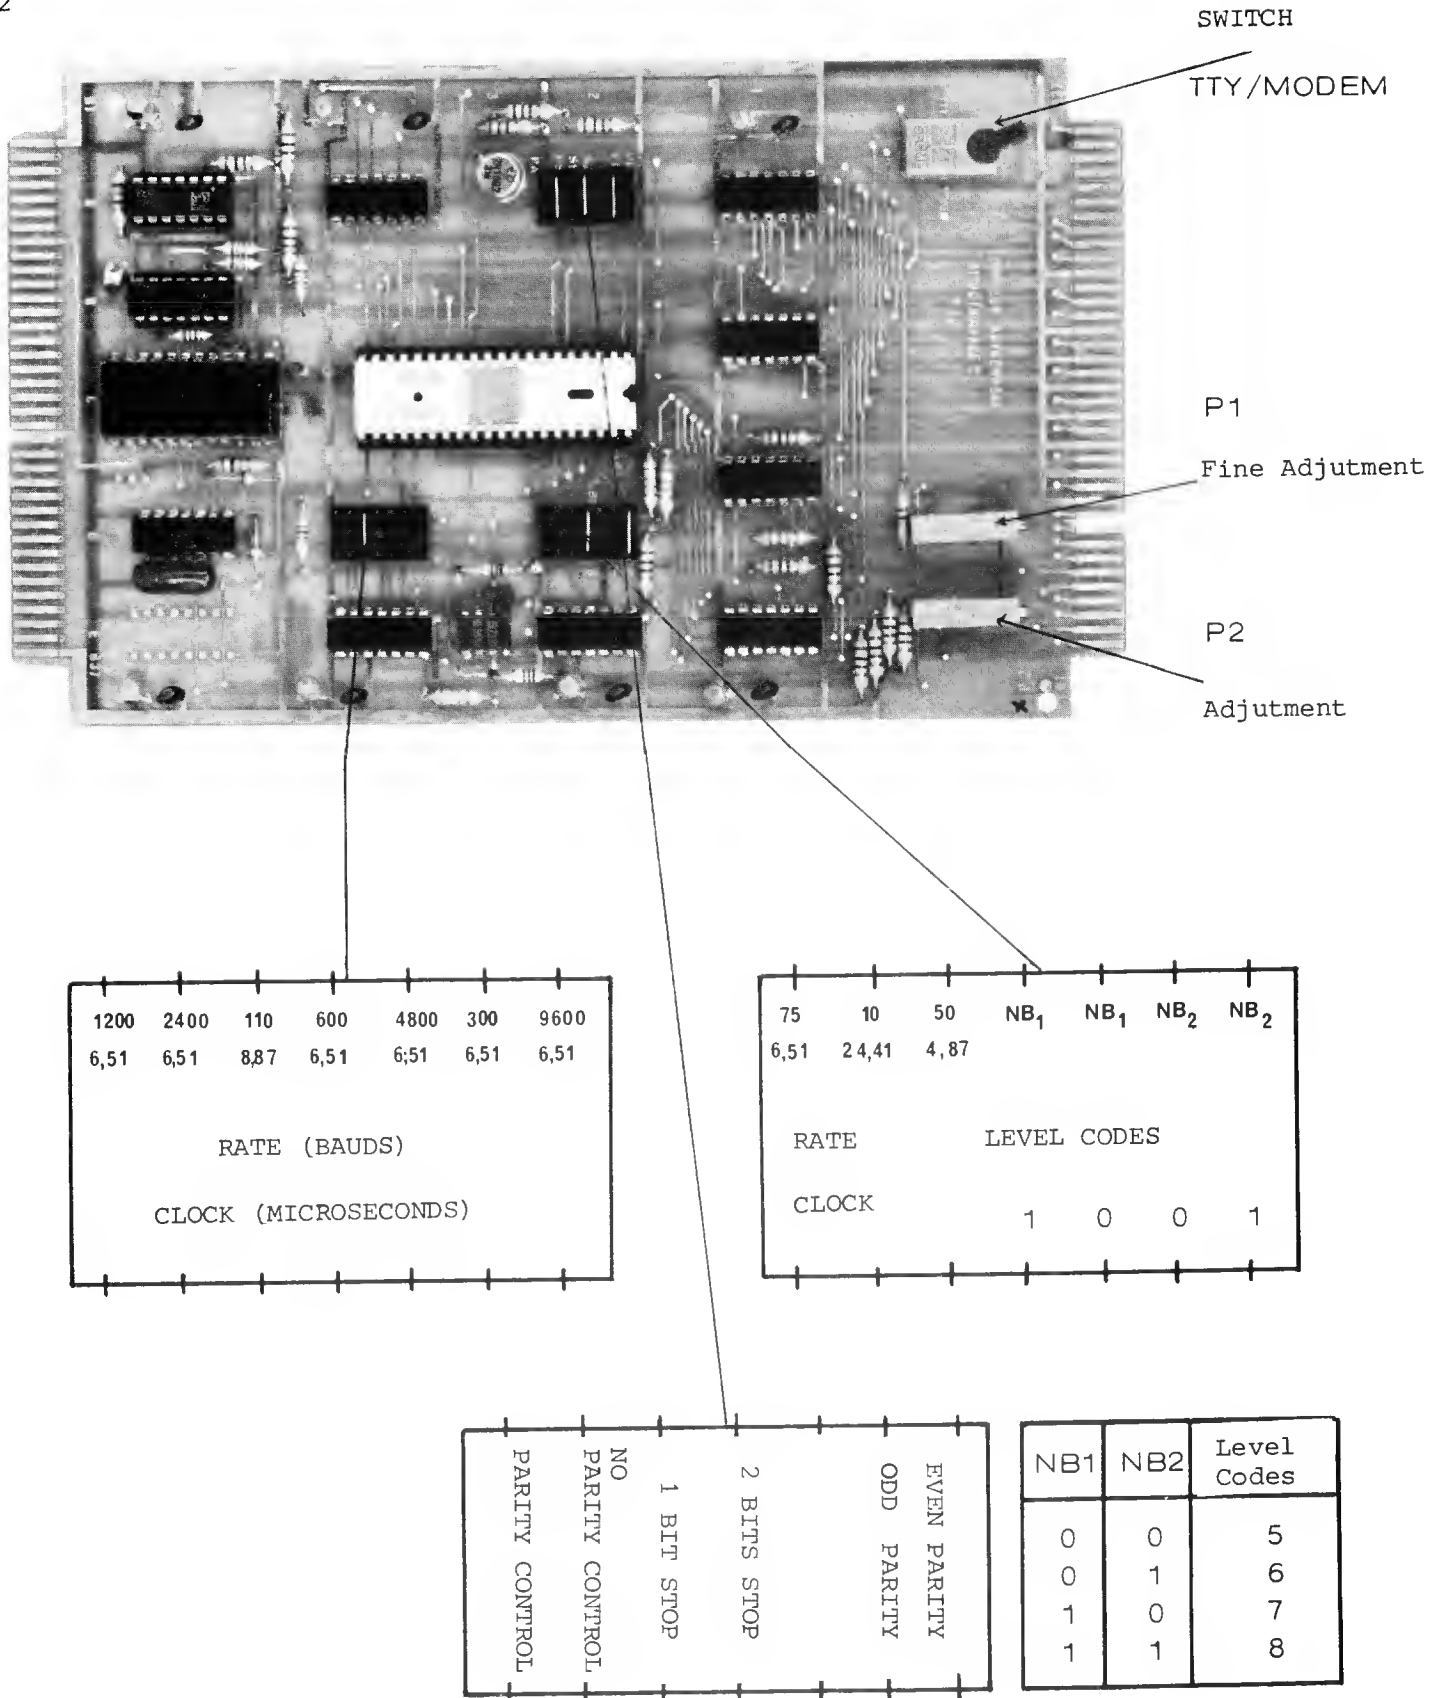 2
SWITCH
TTY/MODEM
P1
Fine Adjutment
P2
Adjutment
1200 2400 110 600 4800 300 9600
6,51 6,51 8,87 6,51 6,51 6,51 6,51
RATE (BAUDS)
CLOCK (MICROSECONDS)
75 10 50 NB1 NB1 NB2 NB2
6,51 24,41 4,87
RATE LEVEL CODES
CLOCK
1 0 0 1
PARITY CONTROL
NO
PARITY CONTROL
1 BIT STOP
2 BITS STOP
ODD PARITY
EVEN PARITY
NB1 NB2 Level
Codes
0 0 5
0 1 6
1 0 7
1 1 8